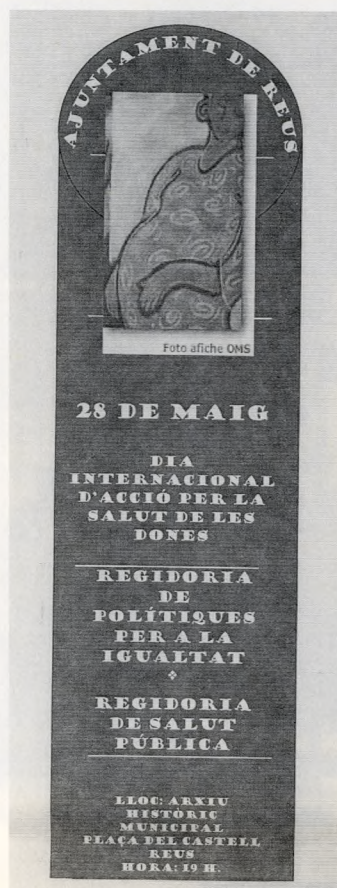 AJUNTAMENT DE REUS
Foto afiche OMS
28 DE MAIG
DIA
INTERNACIONAL
D'ACCIÓ PER LA
SALUT DE LES
DONES
REGIDORIA
DE
POLÍTIQUES
PER A LA
IGUALTAT
❖
REGIDORIA
DE SALUT
PÚBLICA
LLOC: ARXIU
HISTÒRIC
MUNICIPAL
PLAÇA DEL CASTELL
REUS
HORA: 19 H.